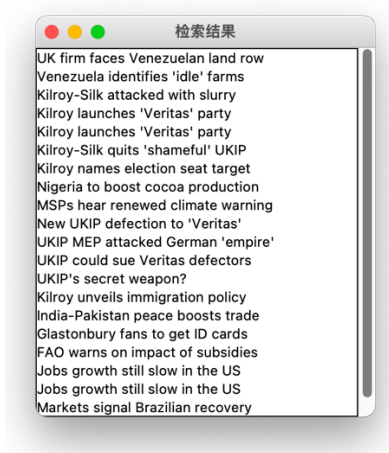 检索结果
UK firm faces Venezuelan land row
Venezuela identifies 'idle' farms
Kilroy-Silk attacked with slurry
Kilroy launches 'Veritas' party
Kilroy launches 'Veritas' party
Kilroy-Silk quits 'shameful' UKIP
Kilroy names election seat target
Nigeria to boost cocoa production
MSPs hear renewed climate warning
New UKIP defection to 'Veritas'
UKIP MEP attacked German 'empire'
UKIP could sue Veritas defectors
UKIP's secret weapon?
Kilroy unveils immigration policy
India-Pakistan peace boosts trade
Glastonbury fans to get ID cards
FAO warns on impact of subsidies
Jobs growth still slow in the US
Jobs growth still slow in the US
Markets signal Brazilian recovery